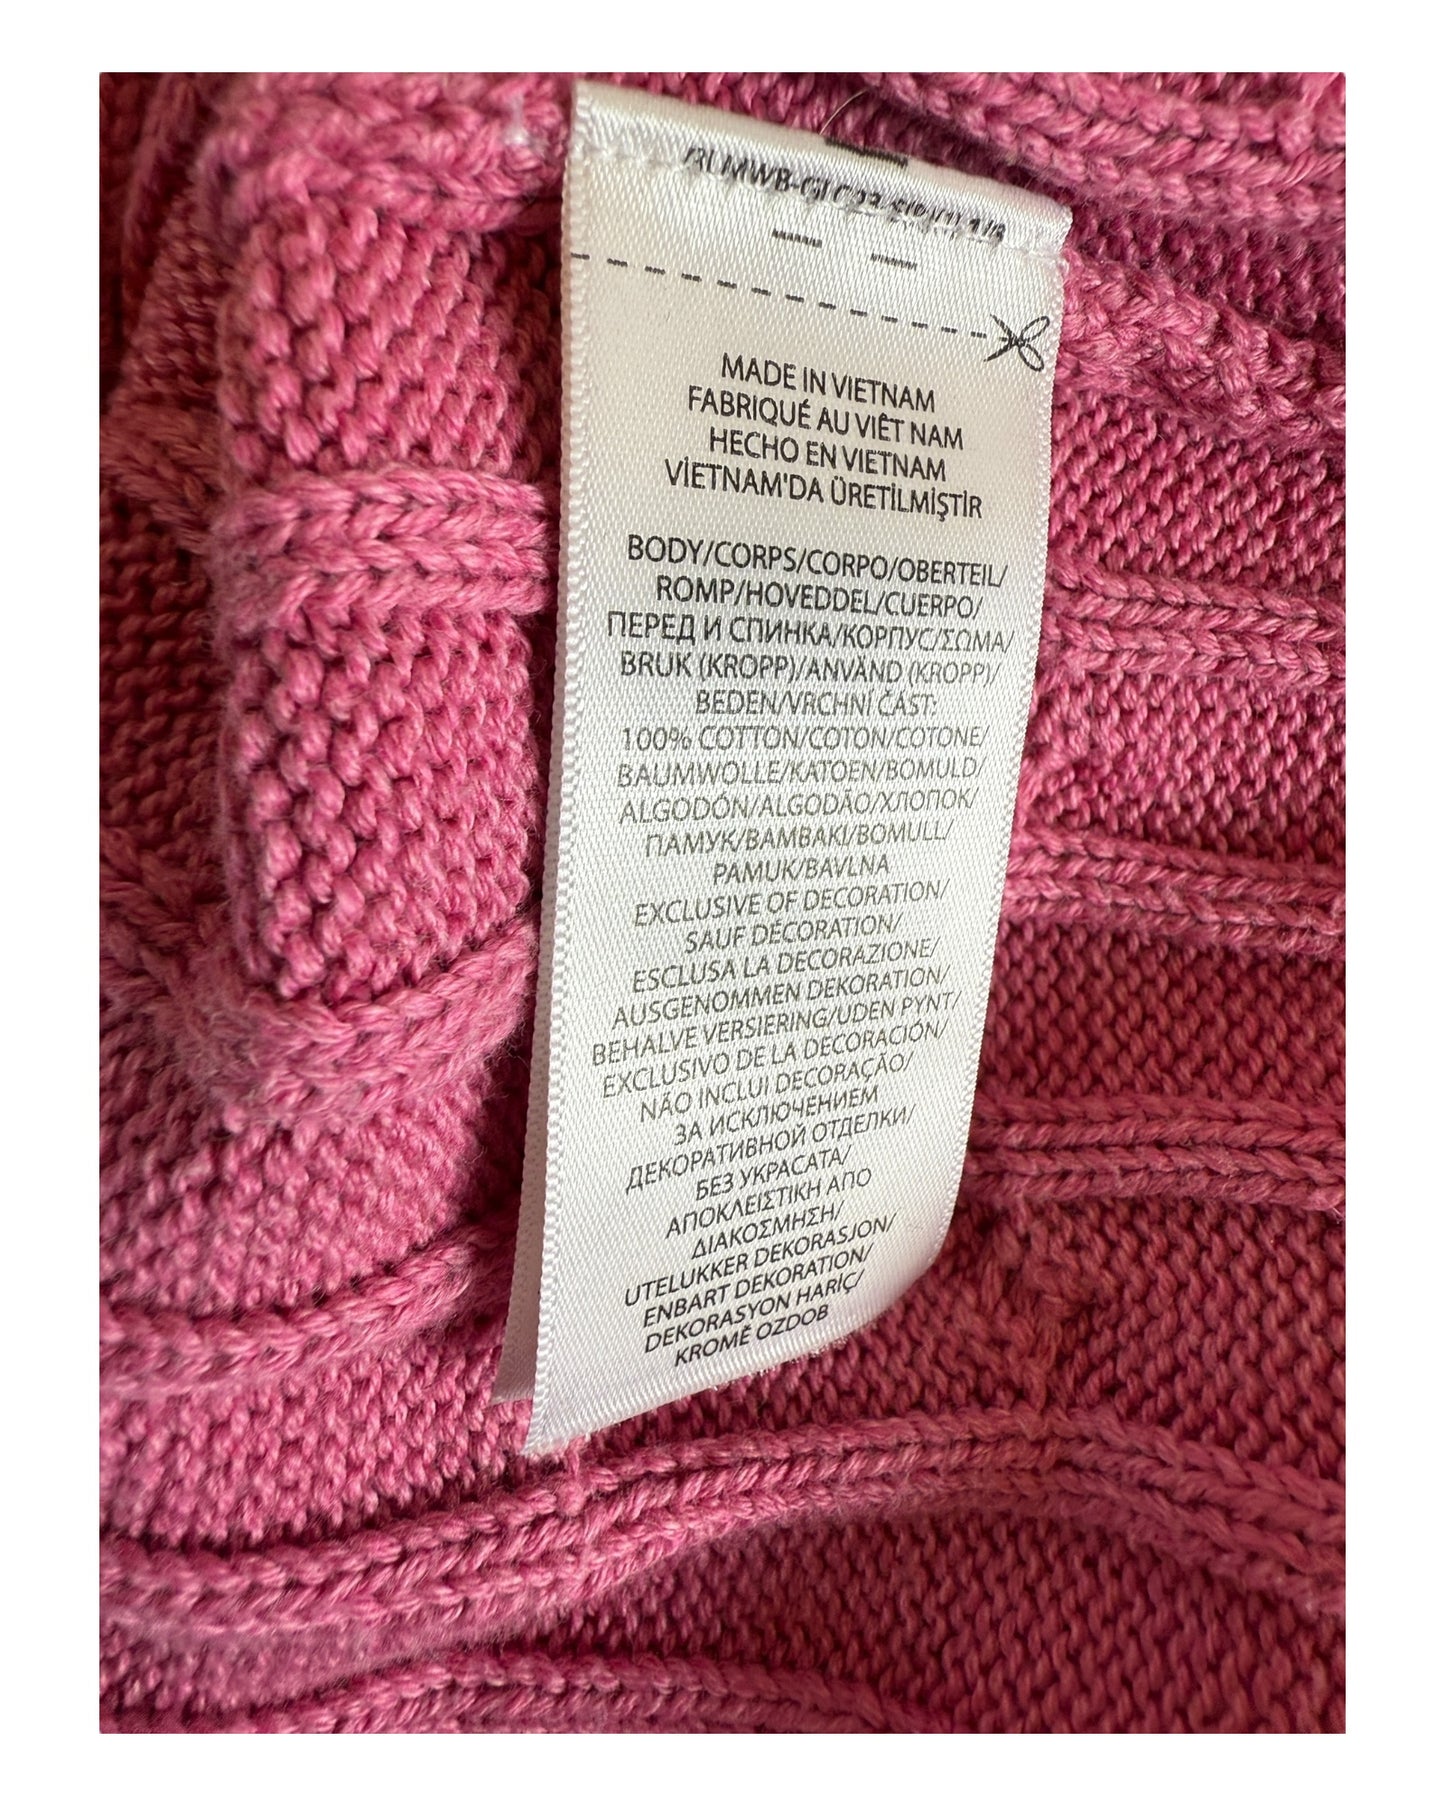 MADE IN VIETNAM
FABRIQUÉ AU VIÊT NAM
HECHO EN VIETNAM
VİETNAM'DA ÜRETİLMİŞTİR
BODY/CORPS/CORPO/OBERTEIL/
ROMP/HOVEDDEL/CUERPO/
ПЕРЕД И СПИНКА/КОРПУС/ΣΩΜΑ/
BRUK (KROPP)/ANVÄND (KROPP)/
BEDEN/VRCHNÍ ČÁST:
100% COTTON/COTON/COTONE/
BAUMWOLLE/KATOEN/BOMULD/
ALGODÓN/ALGODÃO/ХЛОПОК/
ПАМУК/ΒΑΜΒΑΚΙ/BOMULL/
PAMUK/BAVLNA
EXCLUSIVE OF DECORATION/
SAUF DÉCORATION/
ESCLUSA LA DECORAZIONE/
AUSGENOMMEN DEKORATION/
BEHALVE VERSIERING/UDEN PYNT/
EXCLUSIVO DE LA DECORACIÓN/
NÃO INCLUI DECORAÇÃO/
ЗА ИСКЛЮЧЕНИЕМ
ДЕКОРАТИВНОЙ ОТДЕЛКИ/
БЕЗ УКРАСАТА/
ΑΠΟΚΛΕΙΣΤΙΚΗ ΑΠΟ
ΔΙΑΚΟΣΜΗΣΗ/
UTELUKKER DEKORASJON/
ENBART DEKORATION/
DEKORASYON HARİÇ/
KROMĚ OZDOB